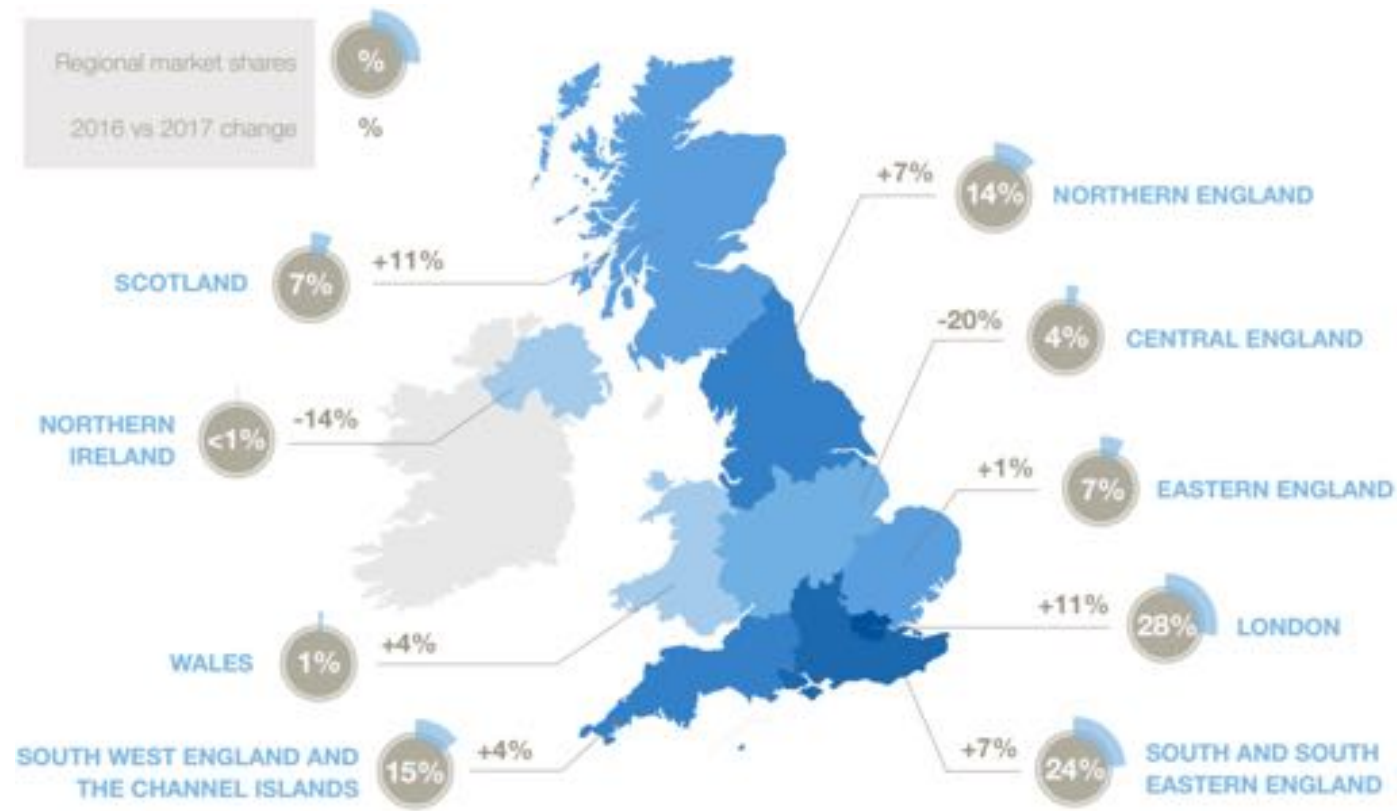 Regional market shares
%
2016 vs 2017 change
%
+7%
14%
NORTHERN ENGLAND
SCOTLAND
7%
+11%
-20%
4%
CENTRAL ENGLAND
NORTHERN
IRELAND
<1%
-14%
+1%
7%
EASTERN ENGLAND
+11%
28%
LONDON
WALES
1%
+4%
SOUTH WEST ENGLAND AND
THE CHANNEL ISLANDS
15%
+4%
+7%
24%
SOUTH AND SOUTH
EASTERN ENGLAND